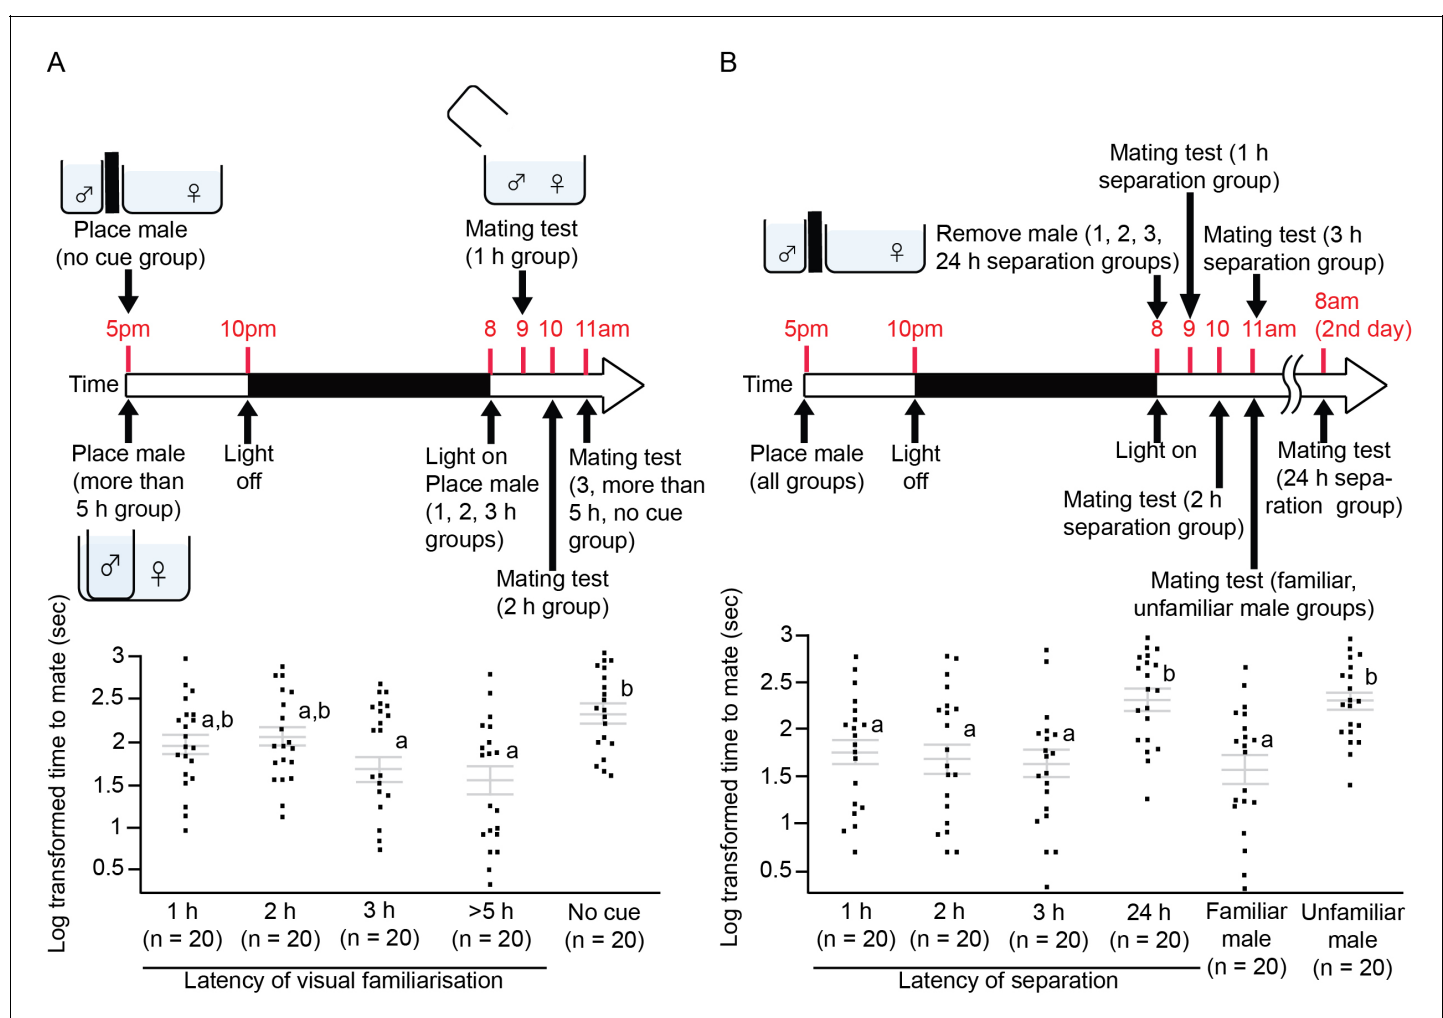 A
Place male
(no cue group)
Mating test
(1 h group)
5pm
10pm
8
9
10
11am
Time
Place male
(more than
5 h group)
Light
off
Light on
Place male
(1, 2, 3 h
groups)
Mating test
(3, more than
5 h, no cue
group)
Mating test
(2 h group)
♂
♀
♂
♀
♂
♀
Log transformed time to mate (sec)
3
2.5
2
1.5
1
0.5
a,b
a,b
a
a
b
1 h
(n = 20)
2 h
(n = 20)
3 h
(n = 20)
>5 h
(n = 20)
No cue
(n = 20)
Latency of visual familiarisation
B
♂
♀
Mating test (1 h
separation group)
Remove male (1, 2, 3,
24 h separation groups)
Mating test (3 h
separation group)
5pm
10pm
8
9
10
11am
8am
(2nd day)
Time
Place male
(all groups)
Light
off
Light on
Mating test (2 h
separation group)
Mating test
(24 h sepa-
ration group)
Mating test (familiar,
unfamiliar male groups)
Log transformed time to mate (sec)
3
2.5
2
1.5
1
0.5
a
a
a
b
a
b
1 h
(n = 20)
2 h
(n = 20)
3 h
(n = 20)
24 h
(n = 20)
Familiar
male
(n = 20)
Unfamiliar
male
(n = 20)
Latency of separation